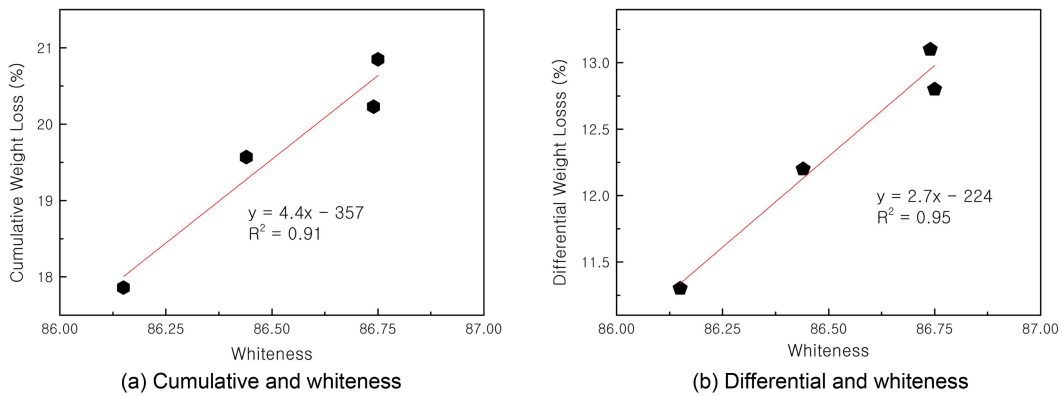 Cumulative Weight Loss (%)
21
20
19
18
y = 4.4x − 357
R² = 0.91
86.00 86.25 86.50 86.75 87.00
Whiteness
(a) Cumulative and whiteness
Differential Weight Losss (%)
13.0
12.5
12.0
11.5
y = 2.7x − 224
R² = 0.95
86.00 86.25 86.50 86.75 87.00
Whiteness
(b) Differential and whiteness